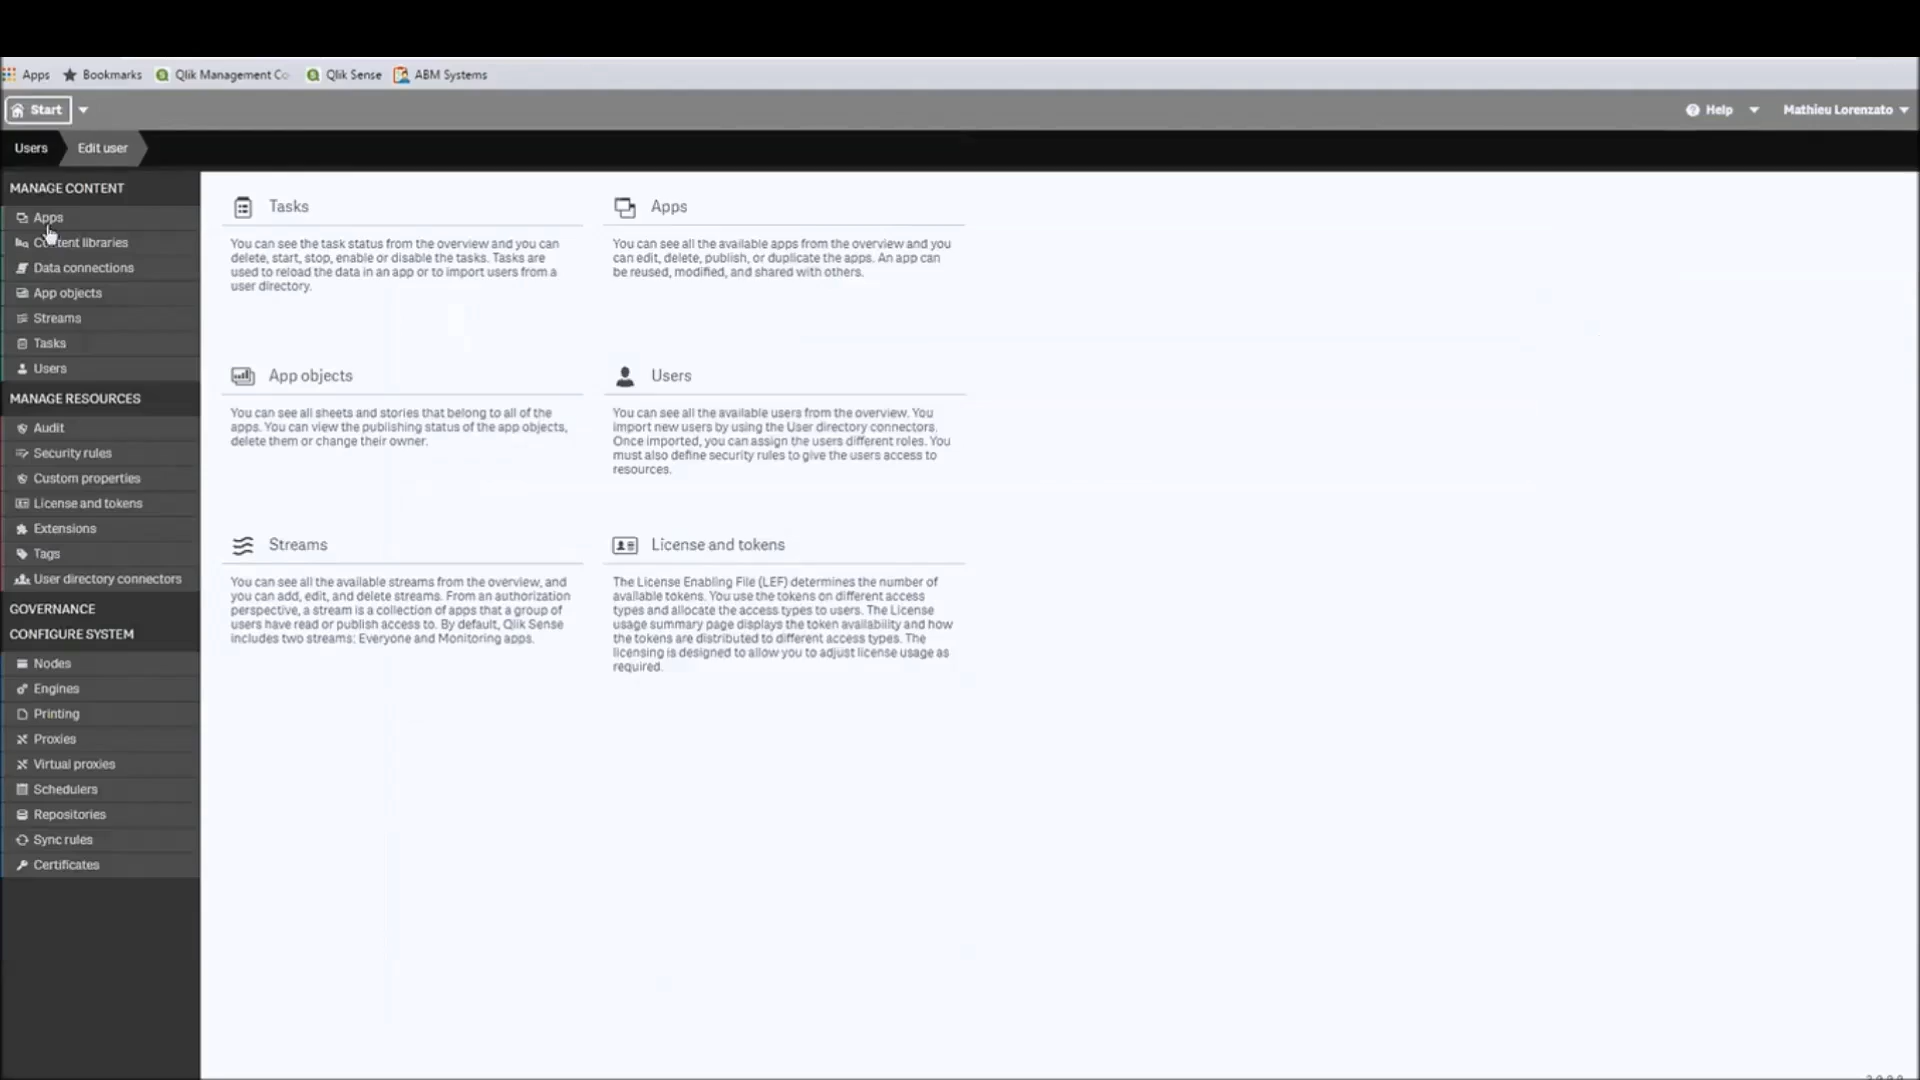 Apps Bookmarks Qlik Management Co Qlik Sense ABM Systems
Start Help Mathieu Lorenzato
Users Edit user
MANAGE CONTENT
Apps
Content libraries
Data connections
App objects
Streams
Tasks
Users
MANAGE RESOURCES
Audit
Security rules
Custom properties
License and tokens
Extensions
Tags
User directory connectors
GOVERNANCE
CONFIGURE SYSTEM
Nodes
Engines
Printing
Proxies
Virtual proxies
Schedulers
Repositories
Sync rules
Certificates
Tasks
You can see the task status from the overview and you can
delete, start, stop, enable or disable the tasks. Tasks are
used to reload the data in an app or to import users from a
user directory.
Apps
You can see all the available apps from the overview and you
can edit, delete, publish, or duplicate the apps. An app can
be reused, modified, and shared with others.
App objects
You can see all sheets and stories that belong to all of the
apps. You can view the publishing status of the app objects,
delete them or change their owner.
Users
You can see all the available users from the overview. You
import new users by using the User directory connectors.
Once imported, you can assign the users different roles. You
must also define security rules to give the users access to
resources.
Streams
You can see all the available streams from the overview, and
you can add, edit, and delete streams. From an authorization
perspective, a stream is a collection of apps that a group of
users have read or publish access to. By default, Qlik Sense
includes two streams: Everyone and Monitoring apps.
License and tokens
The License Enabling File (LEF) determines the number of
available tokens. You use the tokens on different access
types and allocate the access types to users. The License
usage summary page displays the token availability and how
the tokens are distributed to different access types. The
licensing is designed to allow you to adjust license usage as
required.